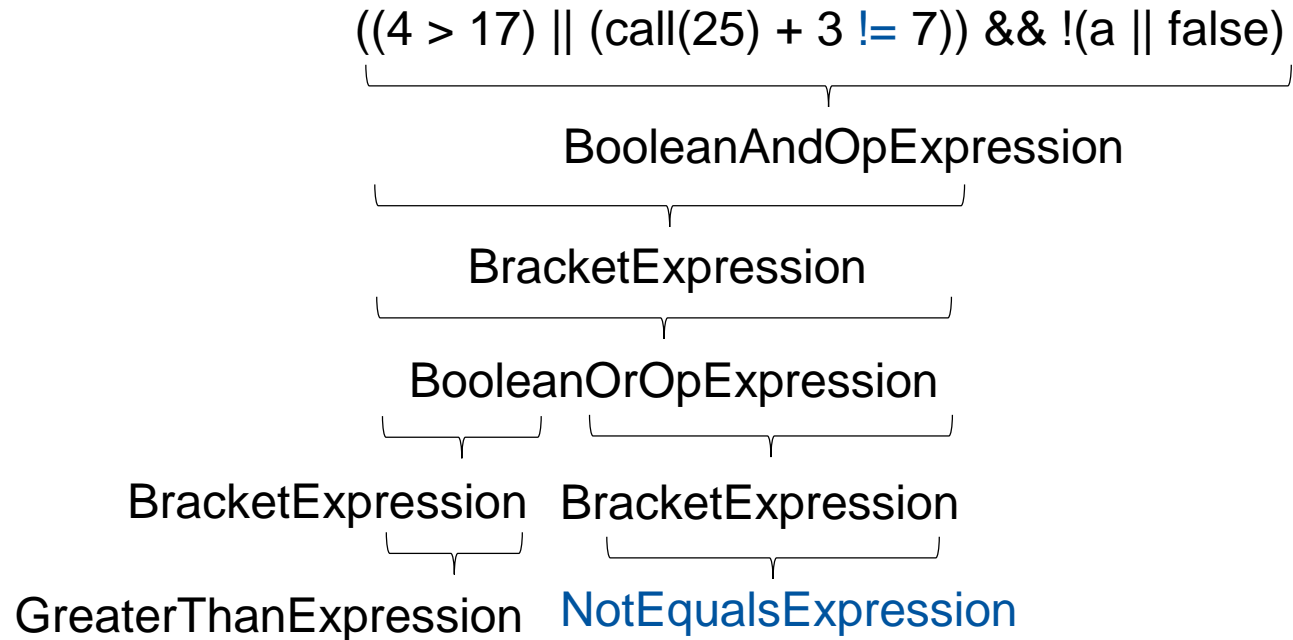 ((4 > 17) || (call(25) + 3 != 7)) && !(a || false)
BooleanAndOpExpression
BracketExpression
BooleanOrOpExpression
BracketExpression BracketExpression
GreaterThanExpression NotEqualsExpression